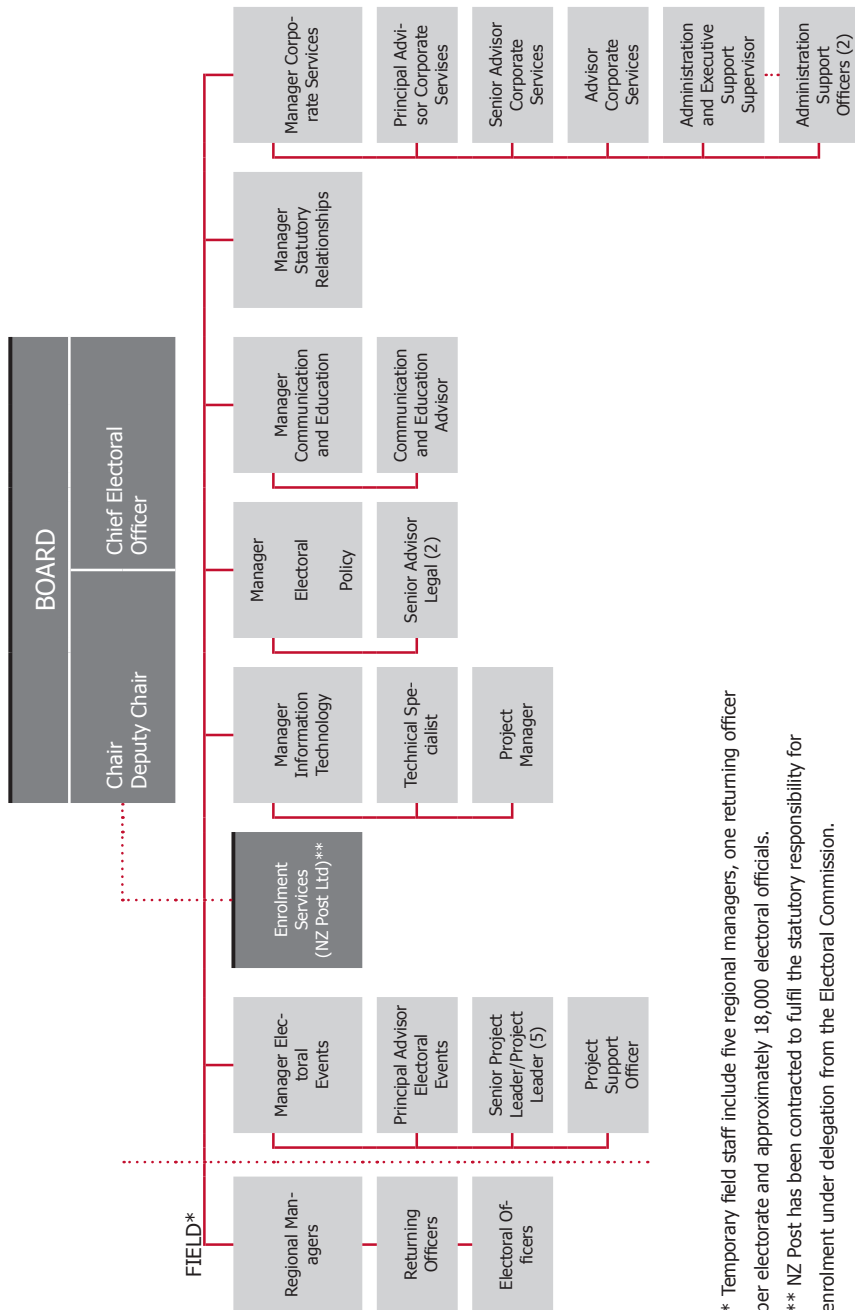 BOARD
Chair
Deputy Chair
Chief Electoral
Officer
FIELD*
Regional Man-
agers
Returning
Officers
Electoral Of-
ficers
Manager Elec-
toral
Events
Principal Advisor
Electoral
Events
Senior Project
Leader/Project
Leader (5)
Project
Support
Officer
Enrolment
Services
(NZ Post Ltd)**
Manager
Information
Technology
Technical Spe-
cialist
Project
Manager
Manager
Electoral
Policy
Senior Advisor
Legal (2)
Manager
Communication
and Education
Communication
and Education
Advisor
Manager
Statutory
Relationships
Manager Corpo-
rate Services
Principal Advi-
sor Corporate
Servises
Senior Advisor
Corporate
Services
Advisor
Corporate
Services
Administration
and Executive
Support
Supervisor
Administration
Support
Officers (2)
* Temporary field staff include five regional managers, one returning officer
per electorate and approximately 18,000 electoral officials.
** NZ Post has been contracted to fulfil the statutory responsibility for
enrolment under delegation from the Electoral Commission.